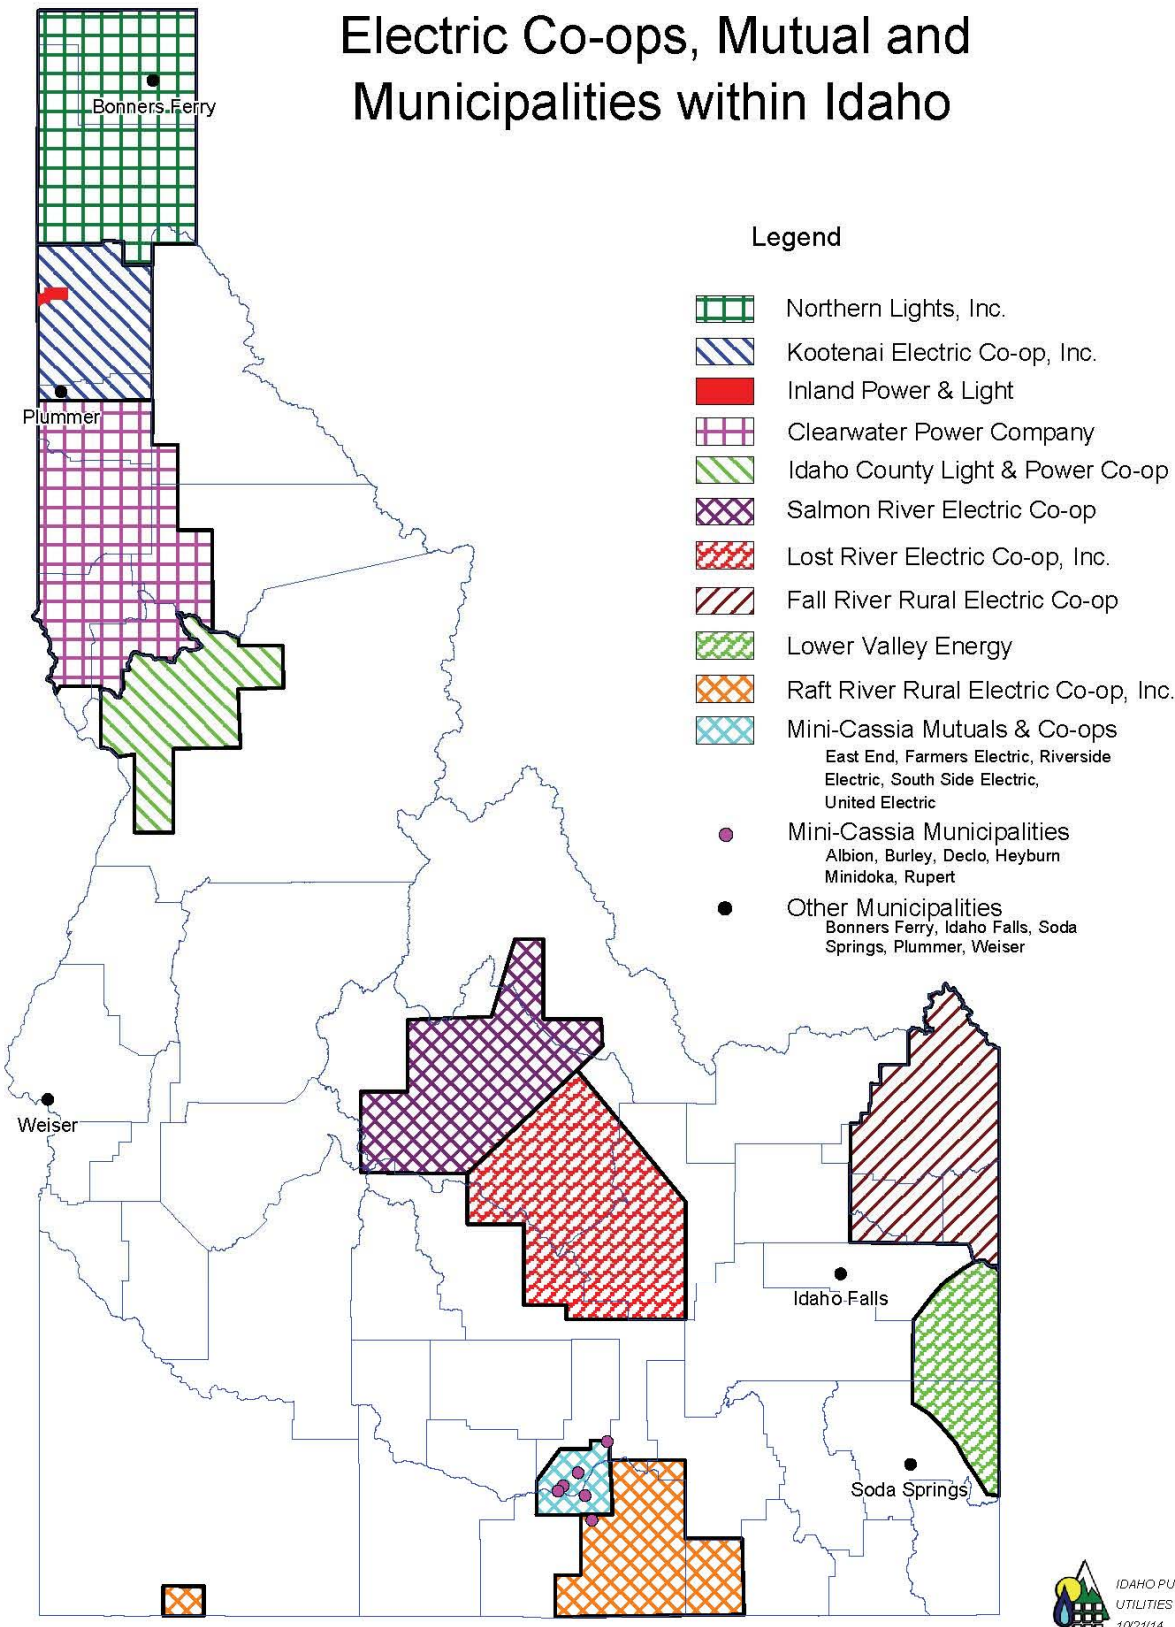 Electric Co-ops, Mutual and
Municipalities within Idaho
Bonners Ferry
Plummer
Weiser
Idaho Falls
Soda Springs
Legend
Northern Lights, Inc.
Kootenai Electric Co-op, Inc.
Inland Power & Light
Clearwater Power Company
Idaho County Light & Power Co-op
Salmon River Electric Co-op
Lost River Electric Co-op, Inc.
Fall River Rural Electric Co-op
Lower Valley Energy
Raft River Rural Electric Co-op, Inc.
Mini-Cassia Mutuals & Co-ops
East End, Farmers Electric, Riverside
Electric, South Side Electric,
United Electric
Mini-Cassia Municipalities
Albion, Burley, Declo, Heyburn
Minidoka, Rupert
Other Municipalities
Bonners Ferry, Idaho Falls, Soda
Springs, Plummer, Weiser
IDAHO PU
UTILITIES
10/21/14